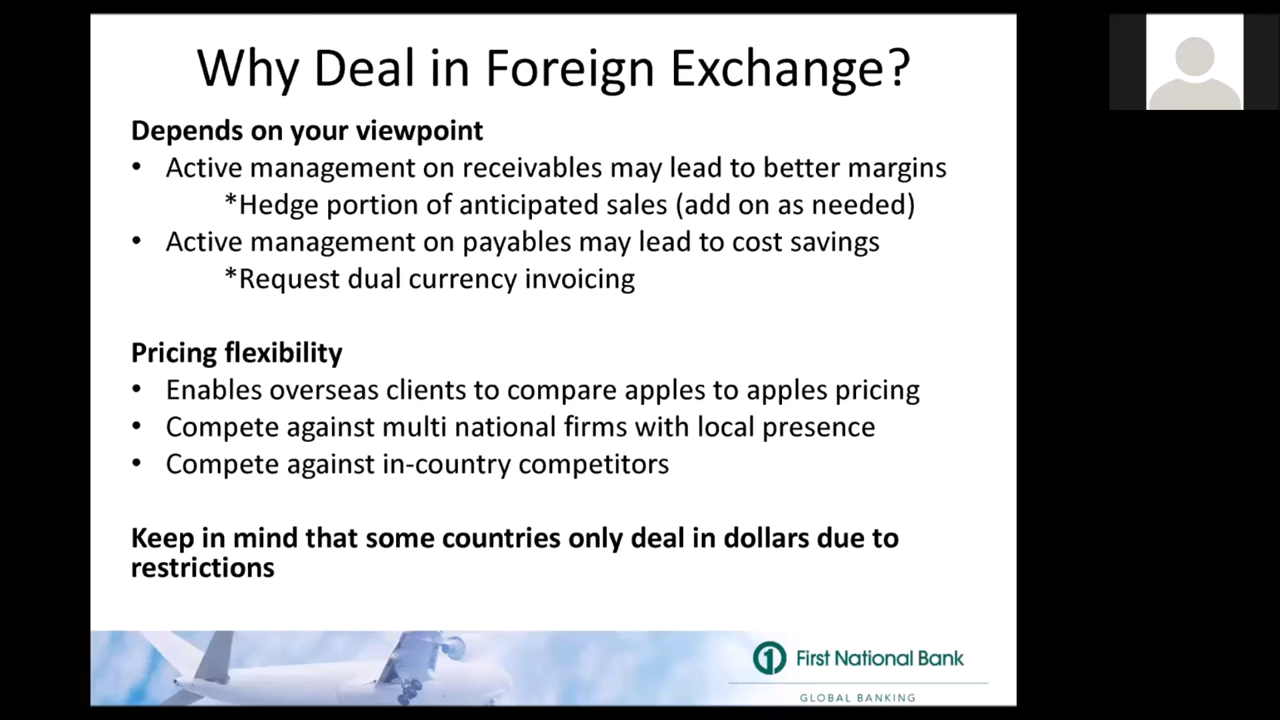 Why Deal in Foreign Exchange?
Depends on your viewpoint
• Active management on receivables may lead to better margins
*Hedge portion of anticipated sales (add on as needed)
• Active management on payables may lead to cost savings
*Request dual currency invoicing
Pricing flexibility
• Enables overseas clients to compare apples to apples pricing
• Compete against multi national firms with local presence
• Compete against in-country competitors
Keep in mind that some countries only deal in dollars due to
restrictions
1 First National Bank
GLOBAL BANKING